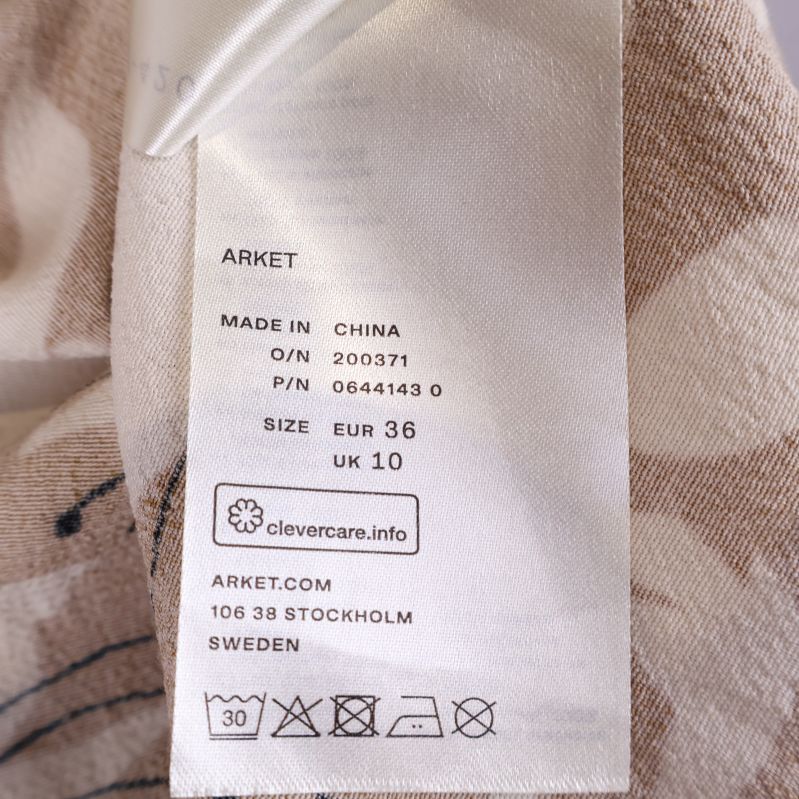 ARKET
MADE IN CHINA
O/N 200371
P/N 0644143 0
SIZE EUR 36
UK 10
clevercare.info
ARKET.COM
106 38 STOCKHOLM
SWEDEN
30